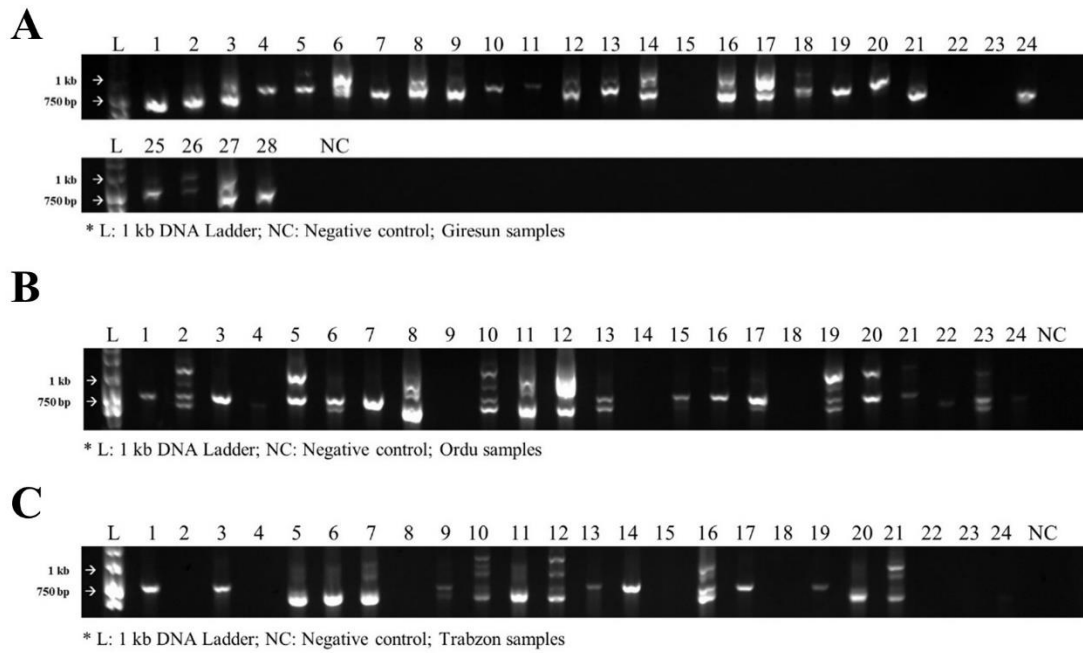 A
L 1 2 3 4 5 6 7 8 9 10 11 12 13 14 15 16 17 18 19 20 21 22 23 24
1 kb →
750 bp →
L 25 26 27 28 NC
1 kb →
750 bp →
* L: 1 kb DNA Ladder; NC: Negative control; Giresun samples
B
L 1 2 3 4 5 6 7 8 9 10 11 12 13 14 15 16 17 18 19 20 21 22 23 24 NC
1 kb →
750 bp →
* L: 1 kb DNA Ladder; NC: Negative control; Ordu samples
C
L 1 2 3 4 5 6 7 8 9 10 11 12 13 14 15 16 17 18 19 20 21 22 23 24 NC
1 kb →
750 bp →
* L: 1 kb DNA Ladder; NC: Negative control; Trabzon samples